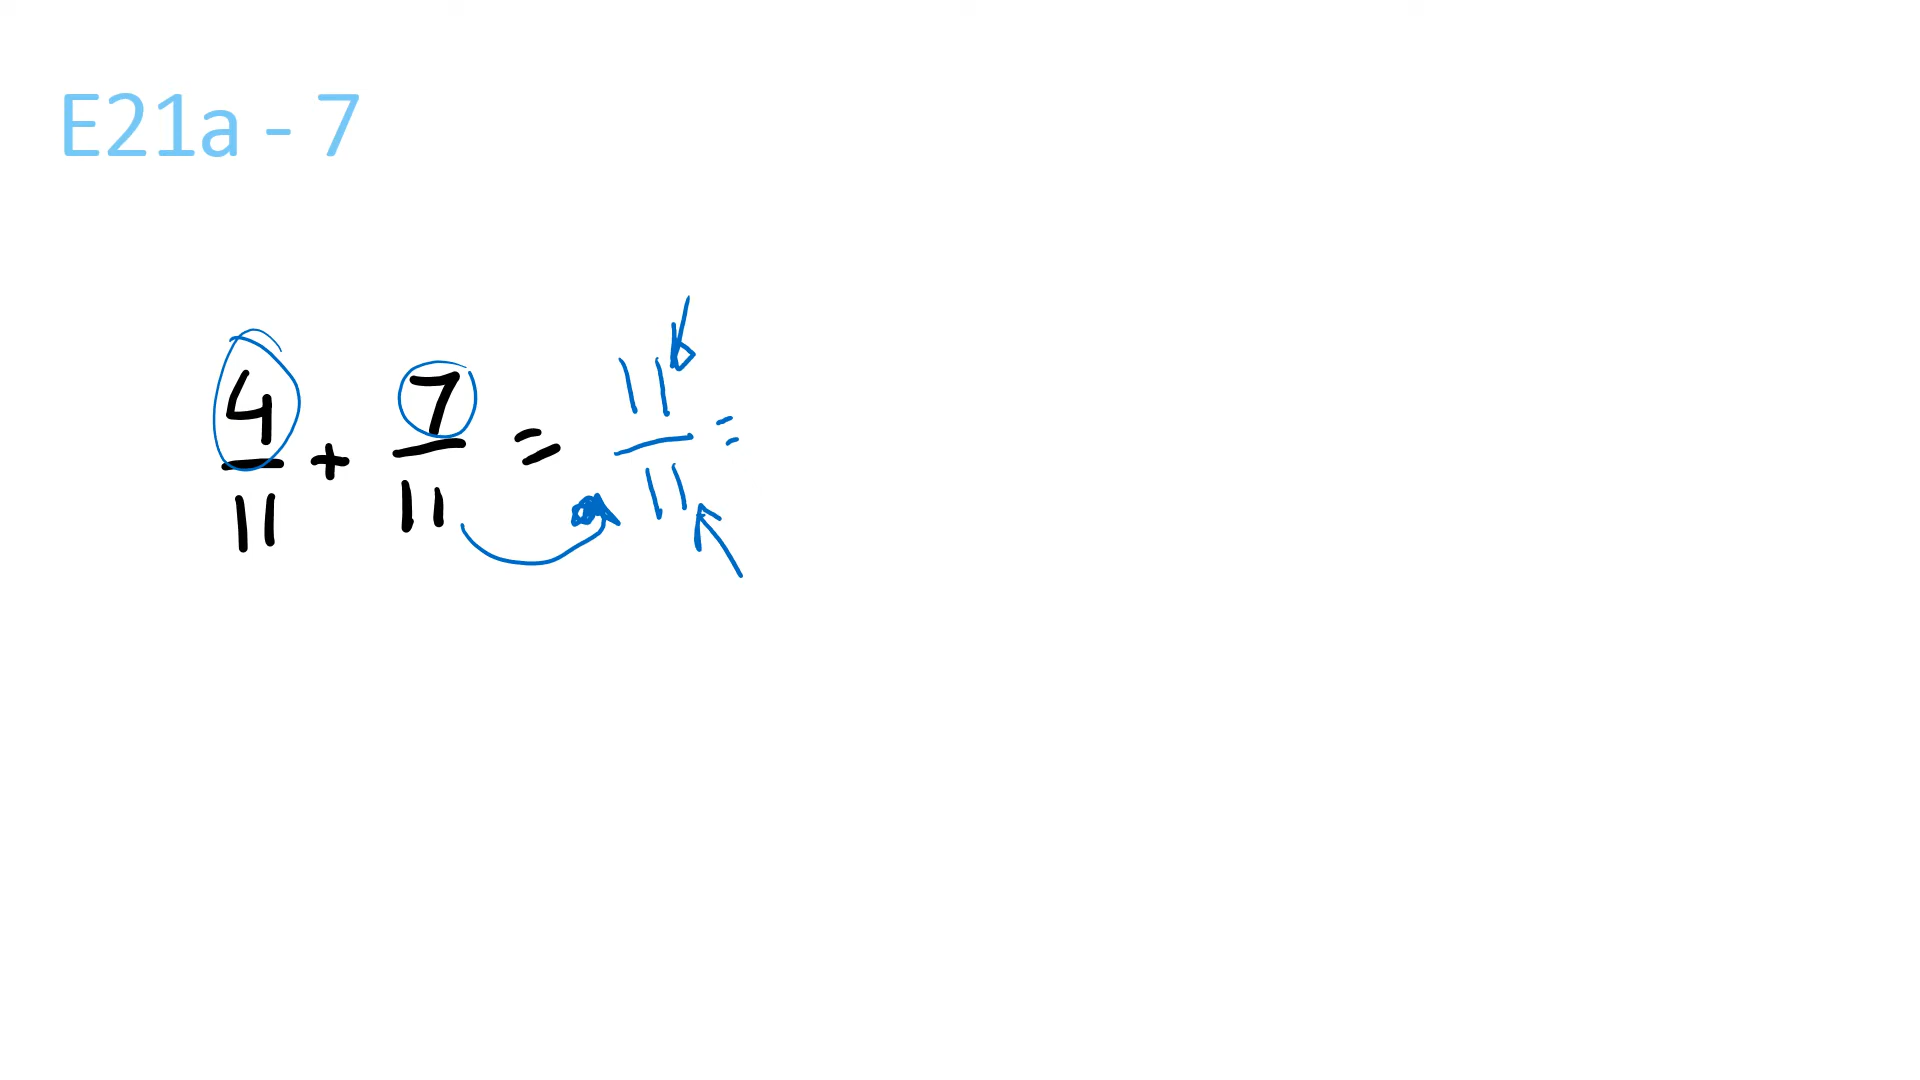 E21a - 7
4/11 + 7/11 = 11/11 =